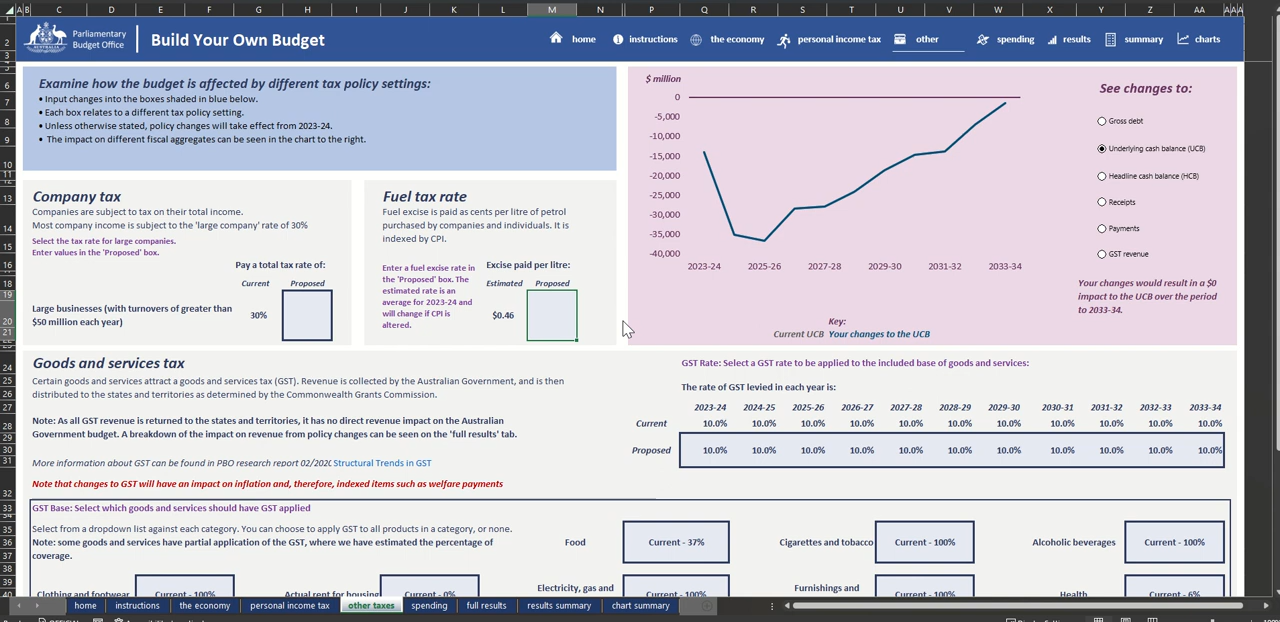 A B C D E F G H I J K L M N P Q R S T U V W X Y Z AA
Parliamentary
Budget Office
AUSTRALIA
Build Your Own Budget
home
instructions
the economy
personal income tax
other
spending
results
summary
charts
Examine how the budget is affected by different tax policy settings:
• Input changes into the boxes shaded in blue below.
• Each box relates to a different tax policy setting.
• Unless otherwise stated, policy changes will take effect from 2023-24.
• The impact on different fiscal aggregates can be seen in the chart to the right.
$ million
0
-5,000
-10,000
-15,000
-20,000
-25,000
-30,000
-35,000
-40,000
2023-24 2025-26 2027-28 2029-30 2031-32 2033-34
Key:
Current UCB Your changes to the UCB
See changes to:
Gross debt
Underlying cash balance (UCB)
Headline cash balance (HCB)
Receipts
Payments
GST revenue
Your changes would result in a $0
impact to the UCB over the period
to 2033-34.
Company tax
Companies are subject to tax on their total income.
Most company income is subject to the 'large company' rate of 30%
Select the tax rate for large companies.
Enter values in the 'Proposed' box.
Pay a total tax rate of:
Current Proposed
Large businesses (with turnovers of greater than
$50 million each year)
30%
Fuel tax rate
Fuel excise is paid as cents per litre of petrol
purchased by companies and individuals. It is
indexed by CPI.
Enter a fuel excise rate in
the 'Proposed' box. The
estimated rate is an
average for 2023-24 and
will change if CPI is
altered.
Excise paid per litre:
Estimated Proposed
$0.46
Goods and services tax
Certain goods and services attract a goods and services tax (GST). Revenue is collected by the Australian Government, and is then
distributed to the states and territories as determined by the Commonwealth Grants Commission.
Note: As all GST revenue is returned to the states and territories, it has no direct revenue impact on the Australian
Government budget. A breakdown of the impact on revenue from policy changes can be seen on the 'full results' tab.
More information about GST can be found in PBO research report 02/2020 Structural Trends in GST
Note that changes to GST will have an impact on inflation and, therefore, indexed items such as welfare payments
GST Rate: Select a GST rate to be applied to the included base of goods and services:
The rate of GST levied in each year is:
2023-24 2024-25 2025-26 2026-27 2027-28 2028-29 2029-30 2030-31 2031-32 2032-33 2033-34
Current 10.0% 10.0% 10.0% 10.0% 10.0% 10.0% 10.0% 10.0% 10.0% 10.0% 10.0%
Proposed 10.0% 10.0% 10.0% 10.0% 10.0% 10.0% 10.0% 10.0% 10.0% 10.0% 10.0%
GST Base: Select which goods and services should have GST applied
Select from a dropdown list against each category. You can choose to apply GST to all products in a category, or none.
Note: some goods and services have partial application of the GST, where we have estimated the percentage of
coverage.
Food Current - 37% Cigarettes and tobacco Current - 100% Alcoholic beverages Current - 100%
Clothing and footwear Current - 100% Actual rent for housing Current - 0% Electricity, gas and Current - 100% Furnishings and Current - 100% Health Current - 6%
home instructions the economy personal income tax other taxes spending full results results summary chart summary